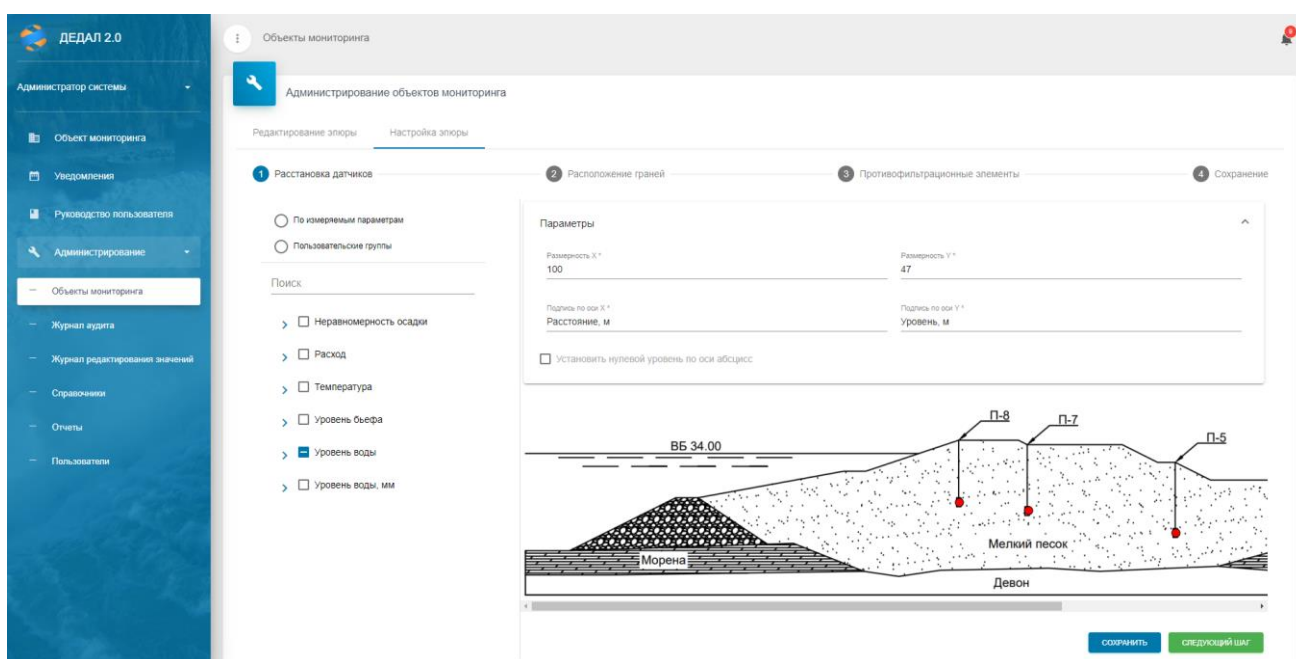 ДЕДАЛ 2.0
Администратор системы
Объект мониторинга
Уведомления
Руководство пользователя
Администрирование
Объекты мониторинга
Журнал аудита
Журнал редактирования значений
Справочники
Отчеты
Пользователи
Объекты мониторинга
Администрирование объектов мониторинга
Редактирование эпюры Настройка эпюры
1 Расстановка датчиков 2 Расположение граней 3 Противофильтрационные элементы 4 Сохранение
По измеряемым параметрам
Пользовательские группы
Поиск
Неравномерность осадки
Расход
Температура
Уровень бьефа
Уровень воды
Уровень воды, мм
Параметры
Размерность X * Размерность Y *
100 47
Подпись по оси X * Подпись по оси Y *
Расстояние, м Уровень, м
Установить нулевой уровень по оси абсцисс
П-8
П-7
П-5
ВБ 34.00
Мелкий песок
Морена
Девон
СОХРАНИТЬ СЛЕДУЮЩИЙ ШАГ